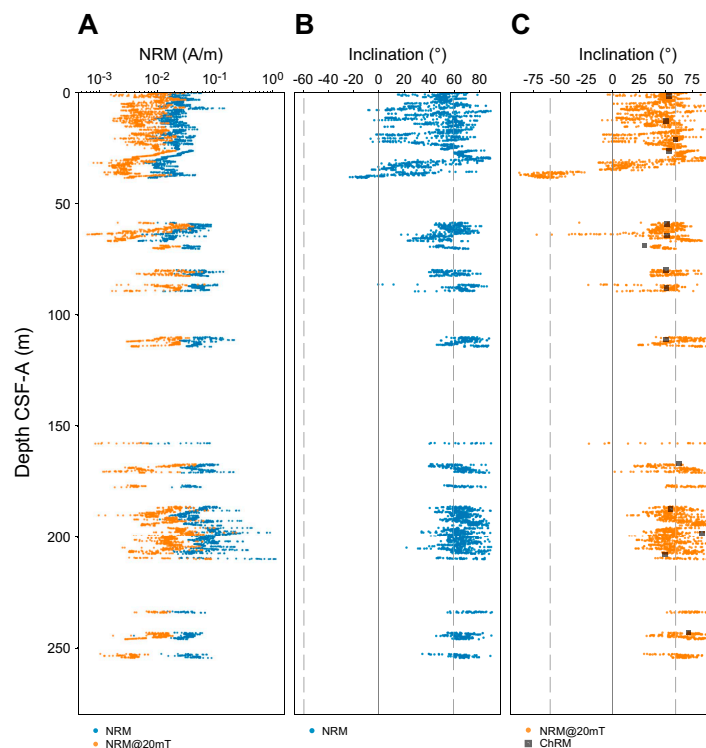 A B C
NRM (A/m) Inclination (°) Inclination (°)
10-3 10-2 10-1 100 -60 -40 -20 0 20 40 60 80 -75 -50 -25 0 25 50 75
0
50
100
150
200
250
Depth CSF-A (m)
NRM NRM NRM@20mT
NRM@20mT ChRM